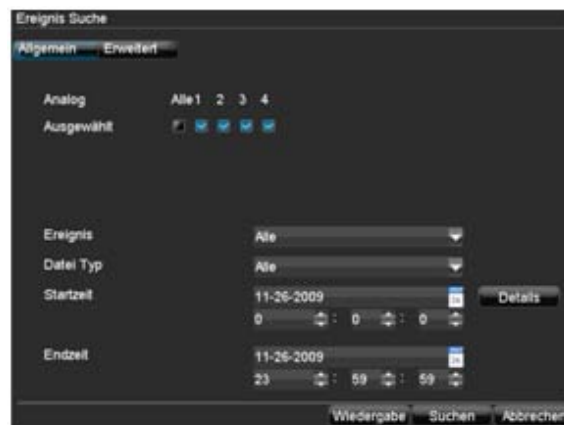 Ereignis Suche
Allgemein Erweitert
Analog Alle 1 2 3 4
Ausgewählt
Ereignis Alle
Datei Typ Alle
Startzeit 11-26-2009 Details
0 : 0 : 0
Endzeit 11-26-2009
23 : 59 : 59
Wiedergabe Suchen Abbrechen